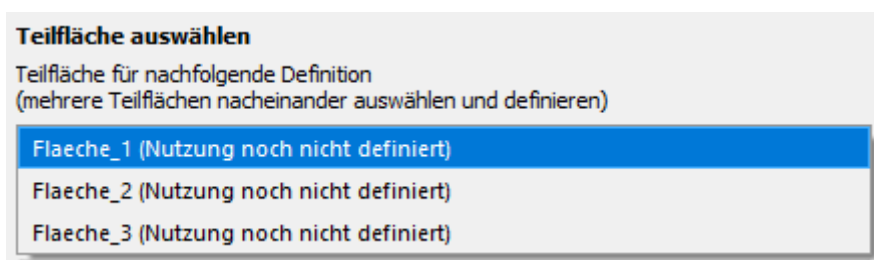 Teilfläche auswählen
Teilfläche für nachfolgende Definition
(mehrere Teilflächen nacheinander auswählen und definieren)
Flaeche_1 (Nutzung noch nicht definiert)
Flaeche_2 (Nutzung noch nicht definiert)
Flaeche_3 (Nutzung noch nicht definiert)